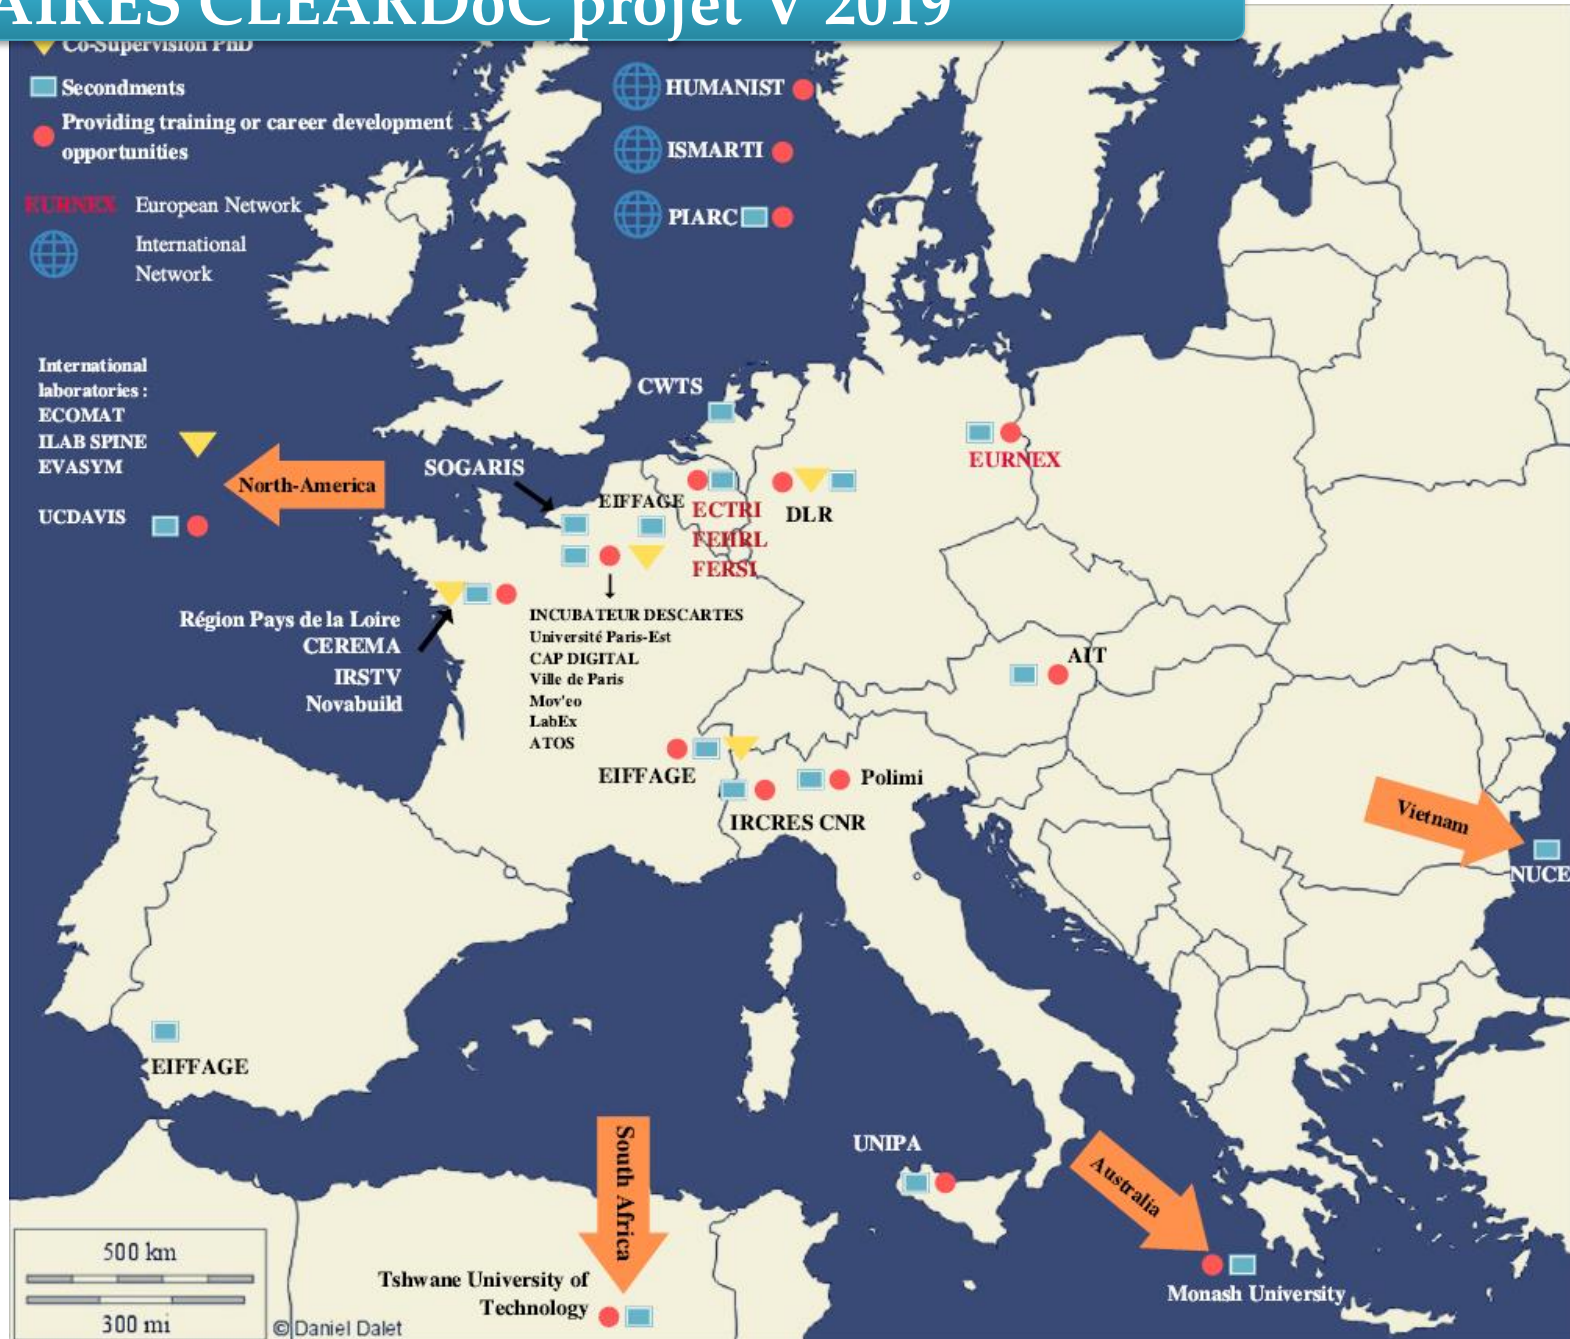 AIRES CLEARDoC projet V 2019
Co-Supervision PhD
Secondments
Providing training or career development
opportunities
EURNEX European Network
International
Network
HUMANIST
ISMARTI
PIARC
International
laboratories :
ECOMAT
ILAB SPINE
EVASYM
North-America
UCDAVIS
CWTS
SOGARIS
EIFFAGE
ECTRI
FEHRL
FERSI
DLR
EURNEX
Région Pays de la Loire
CEREMA
IRSTV
Novabuild
INCUBATEUR DESCARTES
Université Paris-Est
CAP DIGITAL
Ville de Paris
Mov'eo
LabEx
ATOS
AIT
EIFFAGE
Polimi
IRCRES CNR
Vietnam
NUCE
EIFFAGE
South Africa
UNIPA
Australia
Monash University
Tshwane University of
Technology
500 km
300 mi
© Daniel Dalet